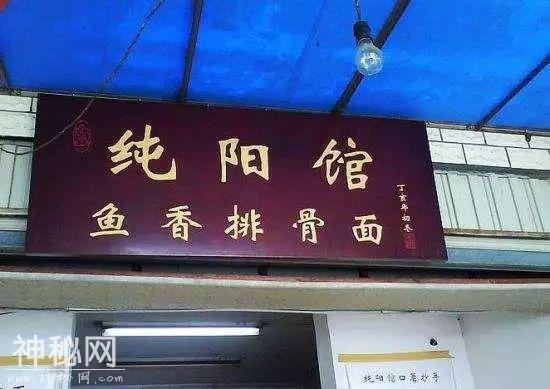 纯阳馆
鱼香排骨面
丁亥年初冬
纯阳馆口蘑抄手
神秘网